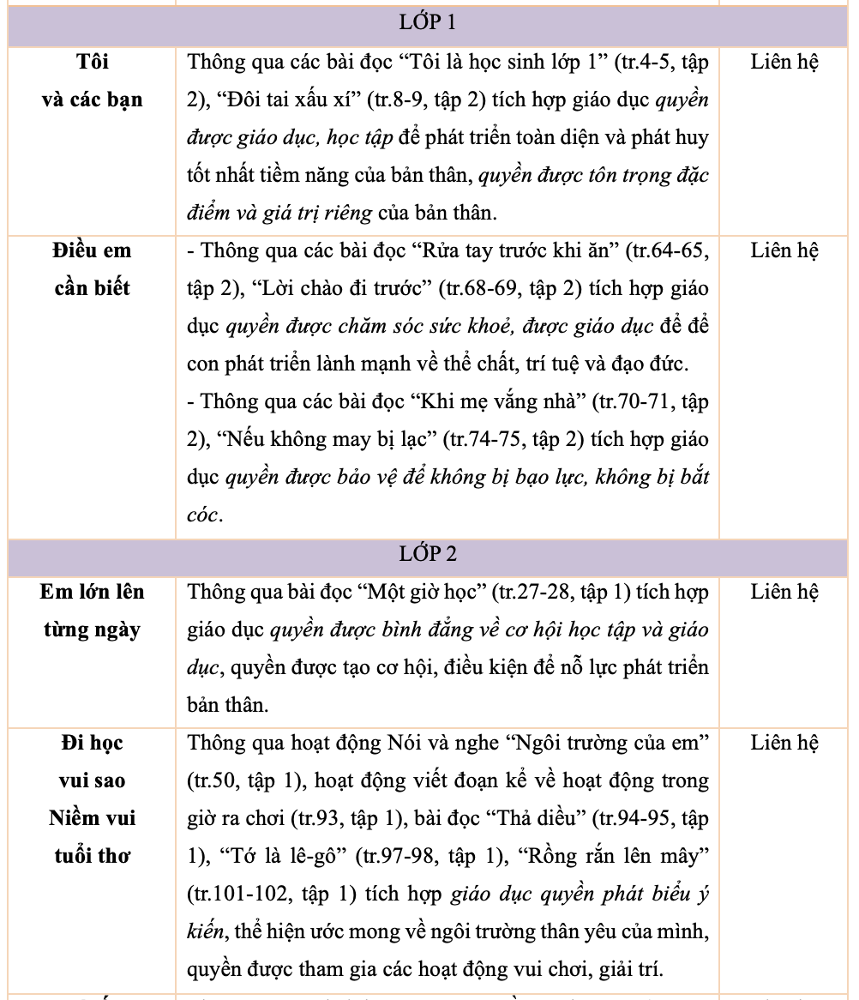 LỚP 1
Tôi
và các bạn
Thông qua các bài đọc “Tôi là học sinh lớp 1” (tr.4-5, tập
2), “Đôi tai xấu xí” (tr.8-9, tập 2) tích hợp giáo dục quyền
được giáo dục, học tập để phát triển toàn diện và phát huy
tốt nhất tiềm năng của bản thân, quyền được tôn trọng đặc
điểm và giá trị riêng của bản thân.
Liên hệ
Điều em
cần biết
- Thông qua các bài đọc “Rửa tay trước khi ăn” (tr.64-65,
tập 2), “Lời chào đi trước” (tr.68-69, tập 2) tích hợp giáo
dục quyền được chăm sóc sức khoẻ, được giáo dục để để
con phát triển lành mạnh về thể chất, trí tuệ và đạo đức.
- Thông qua các bài đọc “Khi mẹ vắng nhà” (tr.70-71, tập
2), “Nếu không may bị lạc” (tr.74-75, tập 2) tích hợp giáo
dục quyền được bảo vệ để không bị bạo lực, không bị bắt
cóc.
Liên hệ
LỚP 2
Em lớn lên
từng ngày
Thông qua bài đọc “Một giờ học” (tr.27-28, tập 1) tích hợp
giáo dục quyền được bình đẳng về cơ hội học tập và giáo
dục, quyền được tạo cơ hội, điều kiện để nỗ lực phát triển
bản thân.
Liên hệ
Đi học
vui sao
Niềm vui
tuổi thơ
Thông qua hoạt động Nói và nghe “Ngôi trường của em”
(tr.50, tập 1), hoạt động viết đoạn kể về hoạt động trong
giờ ra chơi (tr.93, tập 1), bài đọc “Thả diều” (tr.94-95, tập
1), “Tớ là lê-gô” (tr.97-98, tập 1), “Rồng rắn lên mây”
(tr.101-102, tập 1) tích hợp giáo dục quyền phát biểu ý
kiến, thể hiện ước mong về ngôi trường thân yêu của mình,
quyền được tham gia các hoạt động vui chơi, giải trí.
Liên hệ